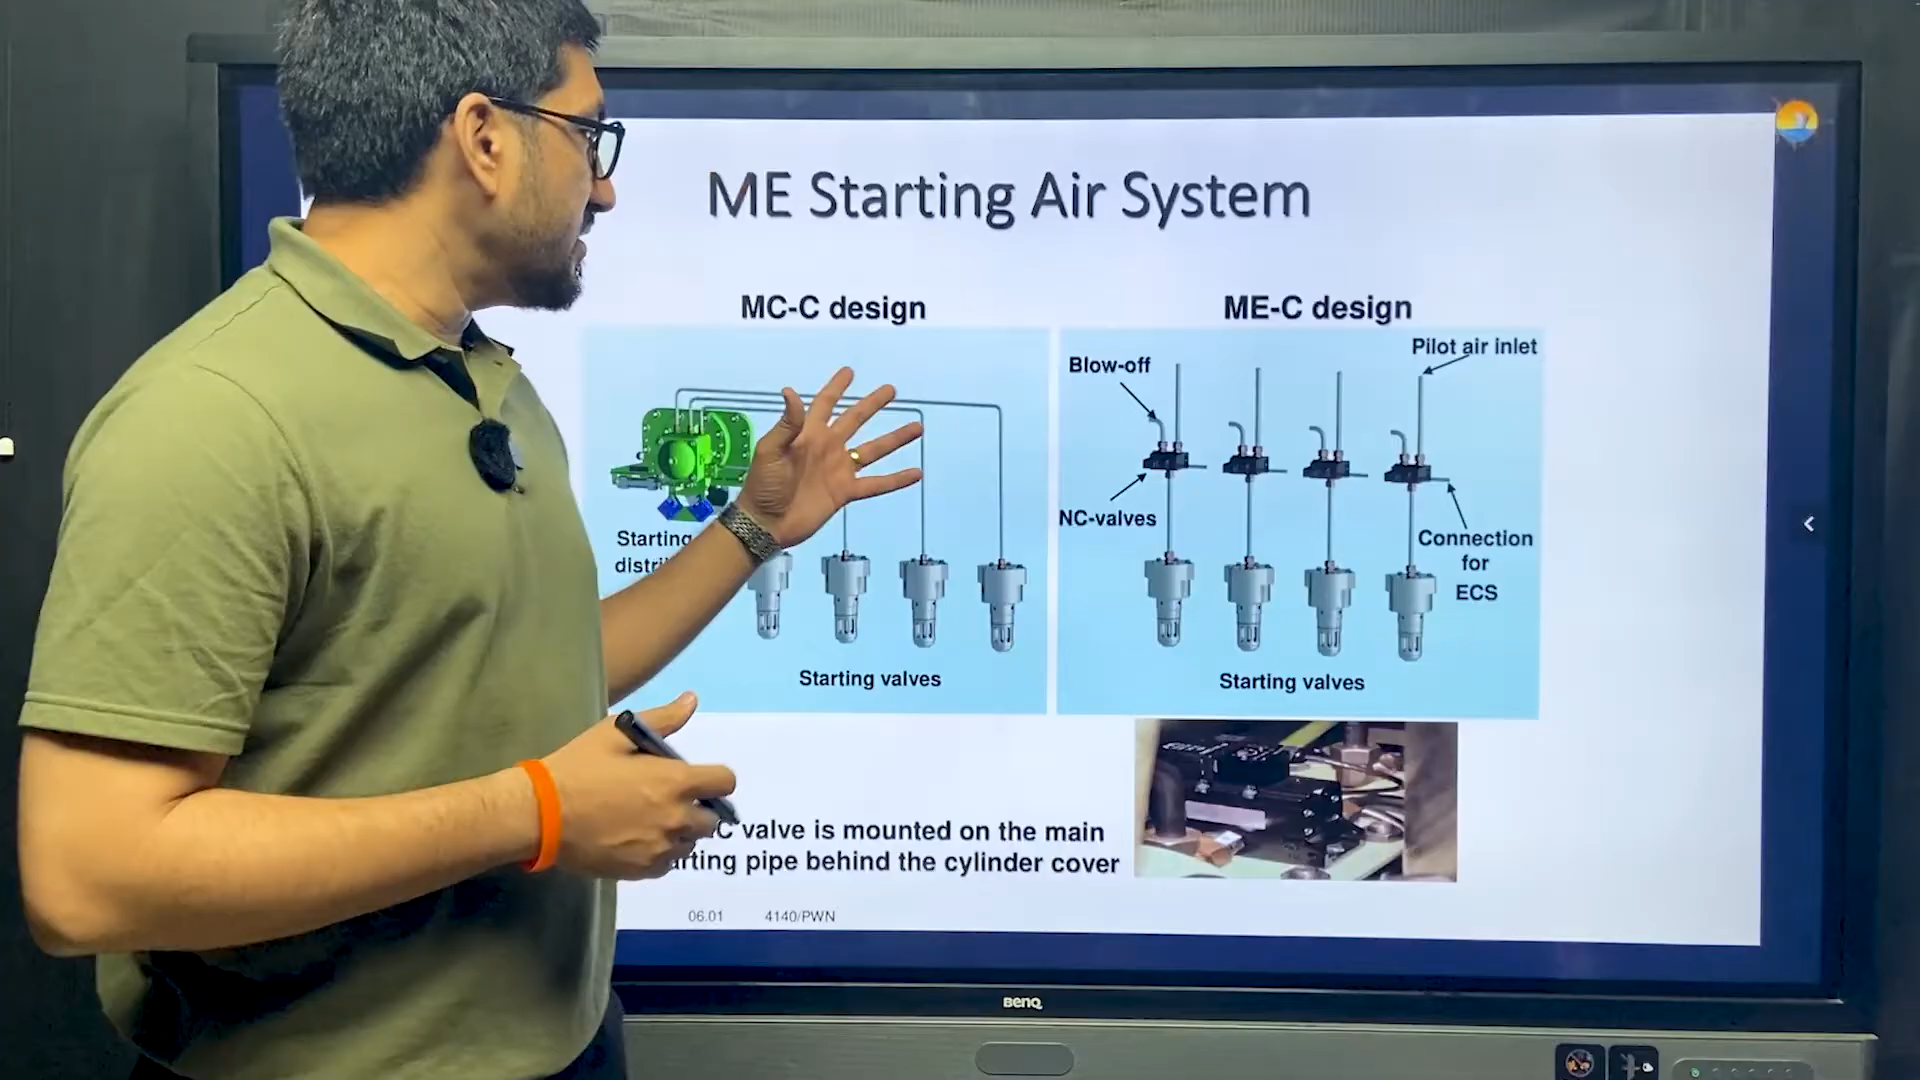 ME Starting Air System
MC-C design
ME-C design
Blow-off
Pilot air inlet
Starting
NC-valves
Connection
for
ECS
Starting valves
Starting valves
valve is mounted on the main
pipe behind the cylinder cover
06.01 4140/PWN
BenQ